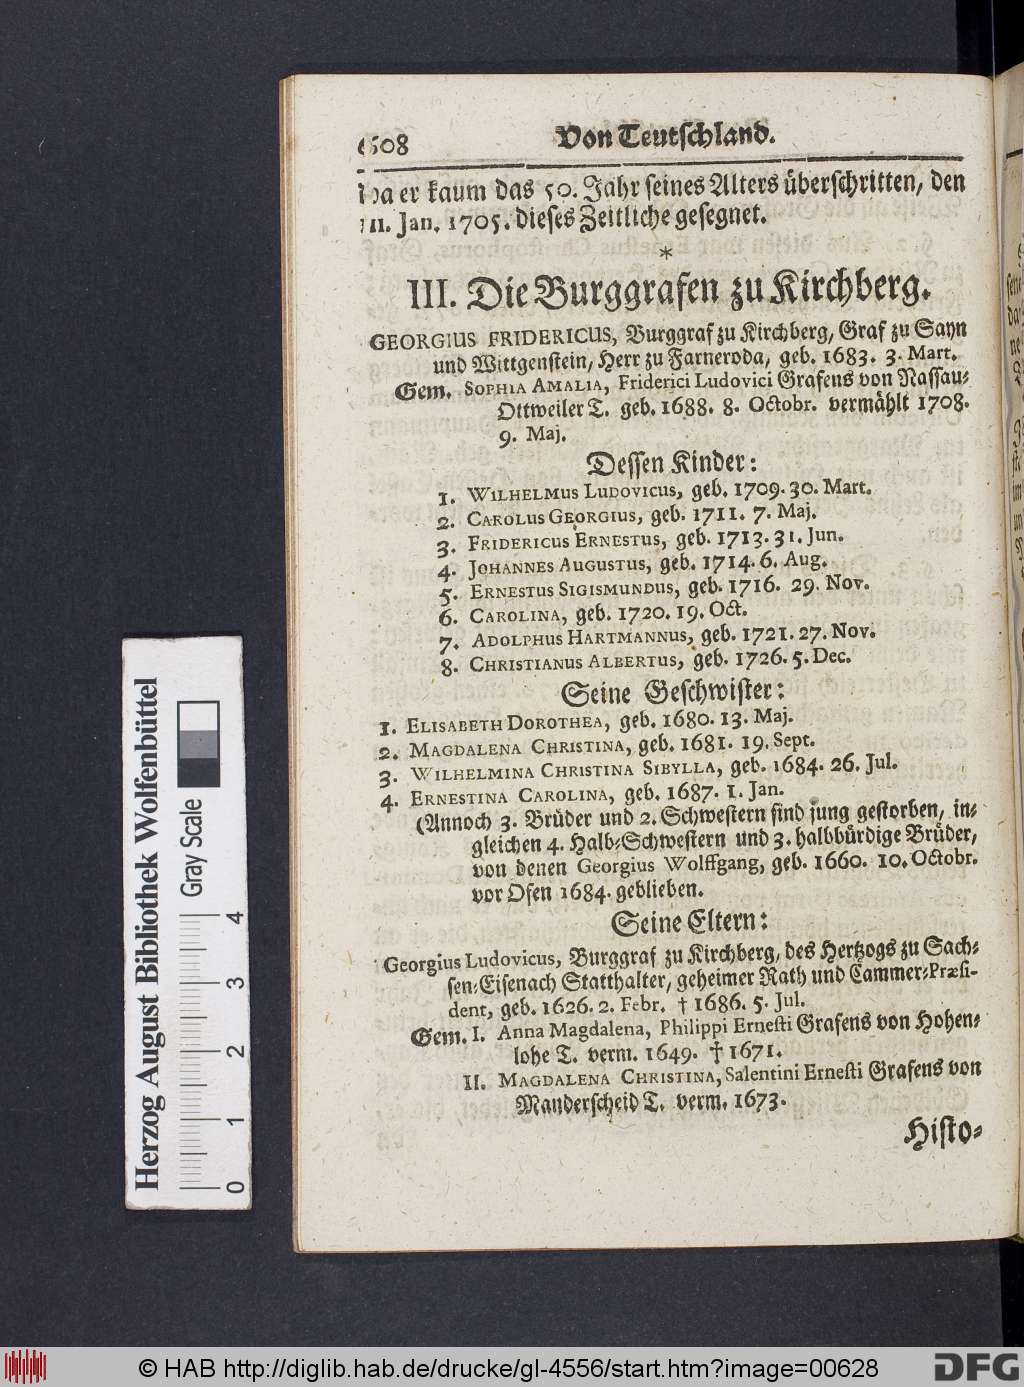 608 Von Teutschland.
da er kaum das 50. Jahr seines Alters überschritten, den
III. Jan. 1705. dieses Zeitliche gesegnet.
*
III. Die Burggrafen zu Kirchberg.
GEORGIUS FRIDERICUS, Burggraf zu Kirchberg, Graf zu Sayn
und Wittgenstein, Herr zu Farneroda, geb. 1683. 3. Mart.
Gem. SOPHIA AMALIA, Friderici Ludovici Grafens von Nassau-
Ottweiler T. geb. 1688. 8. Octobr. vermählt 1708.
9. Maj.
Dessen Kinder:
1. WILHELMUS LUDOVICUS, geb. 1709. 30. Mart.
2. CAROLUS GEORGIUS, geb. 1711. 7. Maj.
3. FRIDERICUS ERNESTUS, geb. 1713. 31. Jun.
4. JOHANNES AUGUSTUS, geb. 1714. 6. Aug.
5. ERNESTUS SIGISMUNDUS, geb. 1716. 29. Nov.
6. CAROLINA, geb. 1720. 19. Oct.
7. ADOLPHUS HARTMANNUS, geb. 1721. 27. Nov.
8. CHRISTIANUS ALBERTUS, geb. 1726. 5. Dec.
Seine Geschwister:
1. ELISABETH DOROTHEA, geb. 1680. 13. Maj.
2. MAGDALENA CHRISTINA, geb. 1681. 19. Sept.
3. WILHELMINA CHRISTINA SIBYLLA, geb. 1684. 26. Jul.
4. ERNESTINA CAROLINA, geb. 1687. 1. Jan.
(Annoch 3. Brüder und 2. Schwestern sind jung gestorben, in-
gleichen 4. Halb-Schwestern und 3. halbbürdige Brüder,
von denen Georgius Wolffgang, geb. 1660. 10. Octobr.
vor Ofen 1684. geblieben.
Seine Eltern:
Georgius Ludovicus, Burggraf zu Kirchberg, des Hertzogs zu Sach-
sen-Eisenach Statthalter, geheimer Rath und Cammer-Præsi-
dent, geb. 1626. 2. Febr. † 1686. 5. Jul.
Gem. I. Anna Magdalena, Philippi Ernesti Grafens von Hohen-
lohe T. verm. 1649. † 1671.
II. MAGDALENA CHRISTINA, Salentini Ernesti Grafens von
Manderscheid T. verm. 1673.
Histo-
Herzog August Bibliothek Wolfenbüttel
Gray Scale
0 1 2 3 4
© HAB http://diglib.hab.de/drucke/gl-4556/start.htm?image=00628
DFG